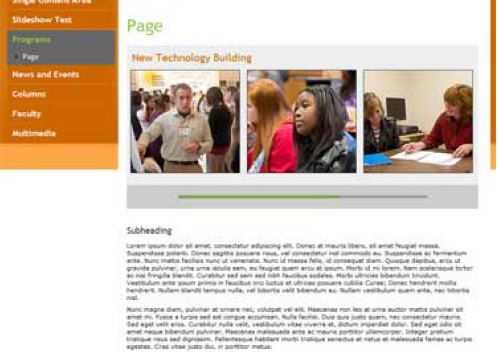 Single Content Area
Slideshow Test
Programs
Page
News and Events
Columns
Faculty
Multimedia
Page
New Technology Building
Subheading
Lorem ipsum dolor sit amet, consectetur adipiscing elit. Donec at mauris libero, sit amet feugiat massa.
Suspendisse potenti. Donec sagittis posuere risus, vel consectetur nisl commodo eu. Suspendisse ac fermentum
ante. Nunc mattis facilisis nunc ut venenatis. Nunc id massa felis, id consequat diam. Quisque dapibus, arcu ut
gravida pulvinar, urna urna iaculis sem, eu feugiat quam arcu et ipsum. Morbi id mi lorem. Nam scelerisque tortor
ac nisl fringilla blandit. Curabitur sed sem sed nibh faucibus sodales. Morbi ultricies bibendum tincidunt.
Vestibulum ante ipsum primis in faucibus orci luctus et ultrices posuere cubilia Curae; Donec hendrerit mollis
hendrerit. Nullam blandit tempus nulla, vel lobortis velit bibendum eu. Nullam vestibulum quam ante, nec lobortis
nisl.
Nunc magna diam, pulvinar at ornare nec, volutpat vel elit. Maecenas non leo at urna auctor mattis pulvinar sit
amet mi. Fusce a turpis sed est congue accumsan. Nulla facilisi. Duis quis justo quam, nec consectetur mauris.
Sed eget velit eros. Curabitur nulla velit, vestibulum vitae viverra et, dictum imperdiet dolor. Sed eget odio sit
amet neque bibendum pulvinar. Maecenas malesuada ante ac mauris porttitor ullamcorper. Integer pretium
tristique risus sed dignissim. Pellentesque habitant morbi tristique senectus et netus et malesuada fames ac turpis
egestas. Cras vitae justo dui, in porttitor metus.